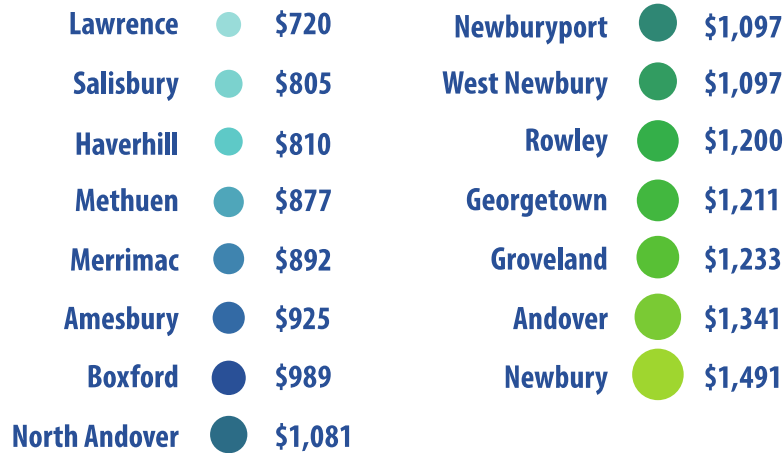 Lawrence $720
Salisbury $805
Haverhill $810
Methuen $877
Merrimac $892
Amesbury $925
Boxford $989
North Andover $1,081
Newburyport $1,097
West Newbury $1,097
Rowley $1,200
Georgetown $1,211
Groveland $1,233
Andover $1,341
Newbury $1,491